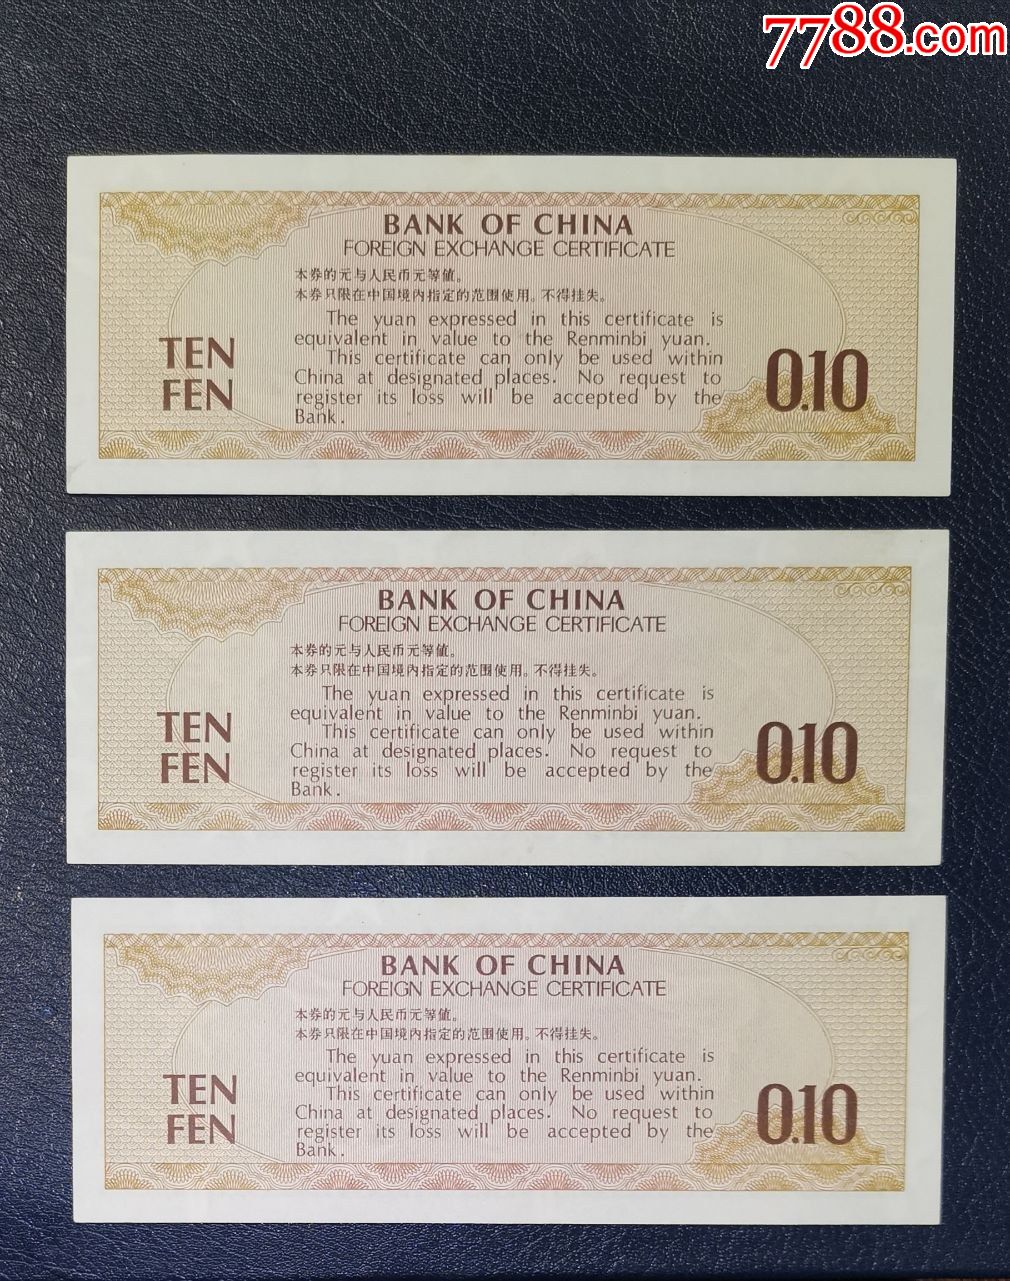 7788.com
BANK OF CHINA
FOREIGN EXCHANGE CERTIFICATE
本券的元与人民币元等值。
本券只限在中国境内指定的范围使用。不得挂失。
The yuan expressed in this certificate is
equivalent in value to the Renminbi yuan.
This certificate can only be used within
China at designated places. No request to
register its loss will be accepted by the
Bank.
TEN
FEN
0.10
BANK OF CHINA
FOREIGN EXCHANGE CERTIFICATE
本券的元与人民币元等值。
本券只限在中国境内指定的范围使用。不得挂失。
The yuan expressed in this certificate is
equivalent in value to the Renminbi yuan.
This certificate can only be used within
China at designated places. No request to
register its loss will be accepted by the
Bank.
TEN
FEN
0.10
BANK OF CHINA
FOREIGN EXCHANGE CERTIFICATE
本券的元与人民币元等值。
本券只限在中国境内指定的范围使用。不得挂失。
The yuan expressed in this certificate is
equivalent in value to the Renminbi yuan.
This certificate can only be used within
China at designated places. No request to
register its loss will be accepted by the
Bank.
TEN
FEN
0.10